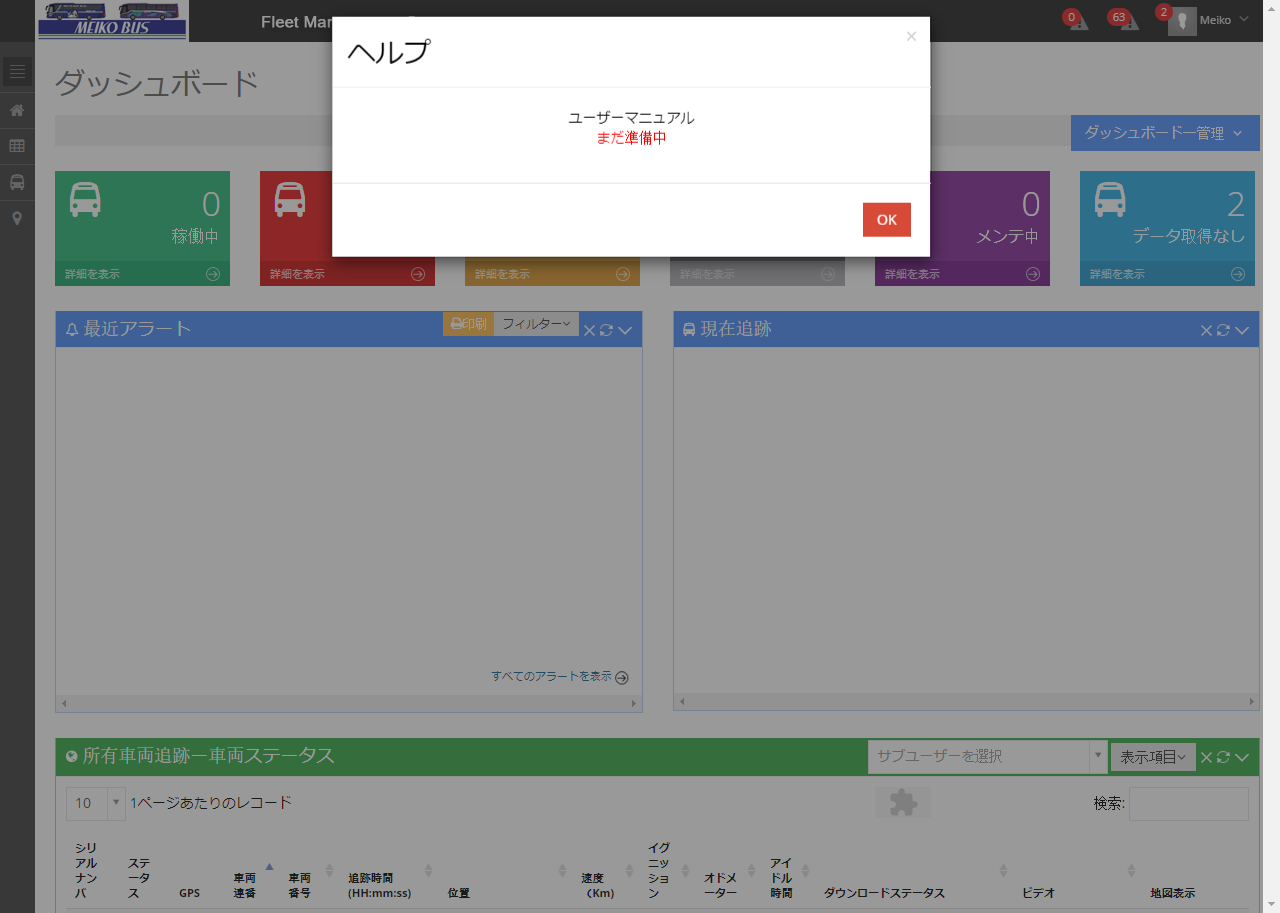 MEIKO BUS
Fleet Mar
0
63
2
Meiko
ヘルプ
×
ユーザーマニュアル
まだ準備中
OK
ダッシュボード
ダッシュボード一管理
0
稼働中
詳細を表示
詳細を表示
詳細を表示
詳細を表示
0
メンテ中
詳細を表示
2
データ取得なし
詳細を表示
最近アラート
印刷
フィルター
現在追跡
すべてのアラートを表示
所有車両追跡ー車両ステータス
サブユーザーを選択
表示項目
10
1ページあたりのレコード
検索:
シリアルナンバ
ステータス
GPS
車両連番
車両番号
追跡時間(HH:mm:ss)
位置
速度（Km)
イグニッション
オドメーター
アイドル時間
ダウンロードステータス
ビデオ
地図表示